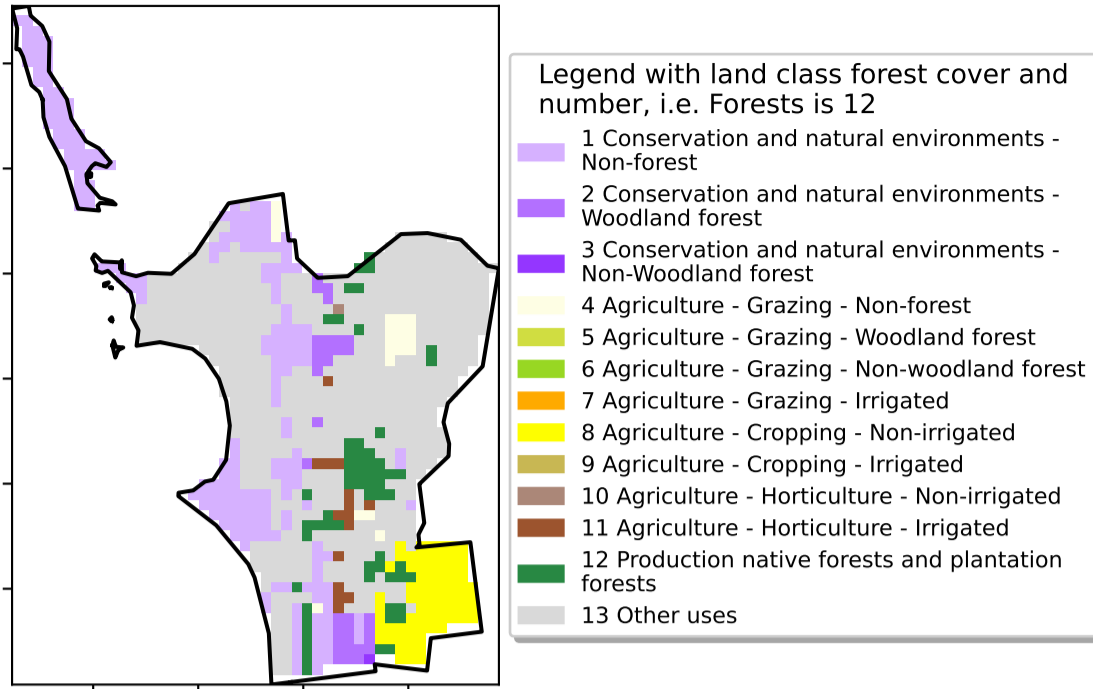 Legend with land class forest cover and
number, i.e. Forests is 12
1 Conservation and natural environments -
Non-forest
2 Conservation and natural environments -
Woodland forest
3 Conservation and natural environments -
Non-Woodland forest
4 Agriculture - Grazing - Non-forest
5 Agriculture - Grazing - Woodland forest
6 Agriculture - Grazing - Non-woodland forest
7 Agriculture - Grazing - Irrigated
8 Agriculture - Cropping - Non-irrigated
9 Agriculture - Cropping - Irrigated
10 Agriculture - Horticulture - Non-irrigated
11 Agriculture - Horticulture - Irrigated
12 Production native forests and plantation
forests
13 Other uses